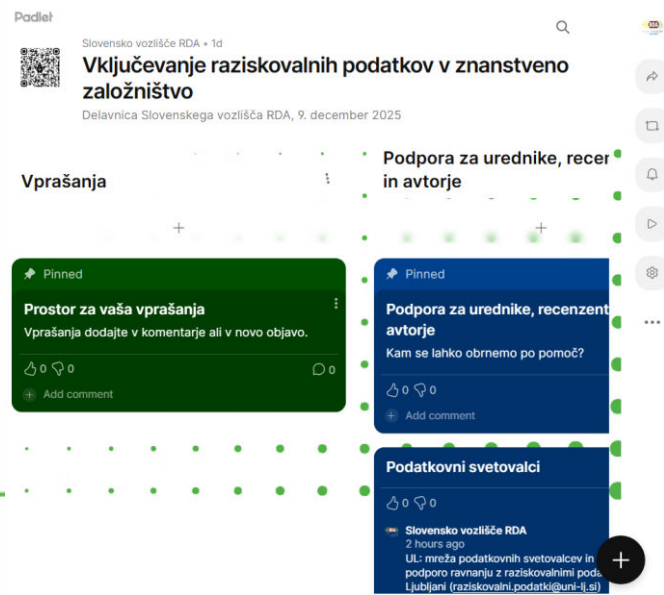 Padlet
Slovensko vozlišče RDA • 1d
Vključevanje raziskovalnih podatkov v znanstveno
založništvo
Delavnica Slovenskega vozlišča RDA, 9. december 2025
Vprašanja
Pinned
Prostor za vaša vprašanja
Vprašanja dodajte v komentarje ali v novo objavo.
0 0 0
Add comment
Podpora za urednike, recer
in avtorje
Pinned
Podpora za urednike, recenzent
avtorje
Kam se lahko obrnemo po pomoč?
0 0
Add comment
Podatkovni svetovalci
0 0
Slovensko vozlišče RDA
2 hours ago
UL: mreža podatkovnih svetovalcev in
podporo ravnanju z raziskovalnimi poda
Ljubljani (raziskovalni.podatki@uni-lj.si)